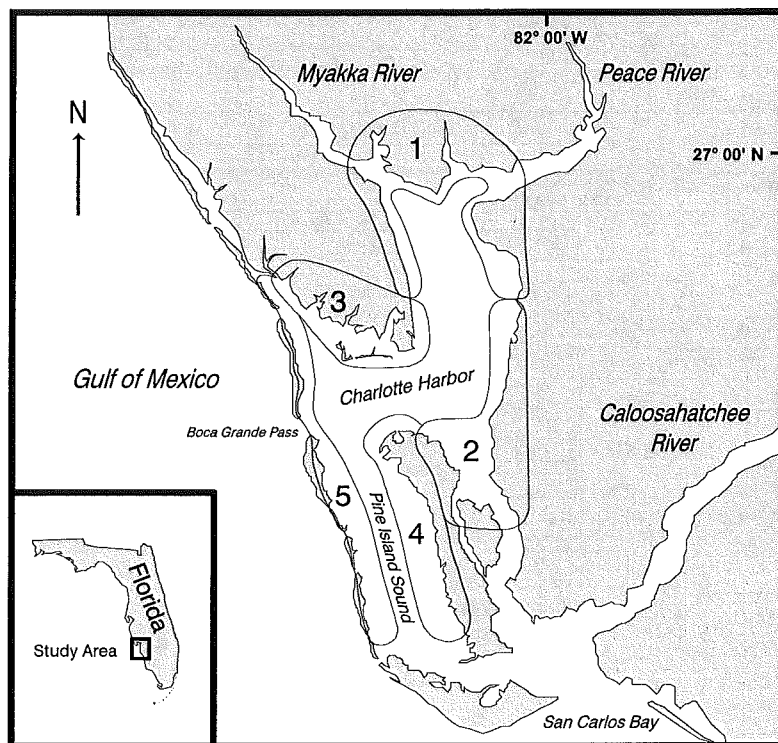 82° 00' W
Myakka River
Peace River
N
1
27° 00' N
3
Gulf of Mexico
Charlotte Harbor
Caloosahatchee
River
Boca Grande Pass
2
5
Pine Island Sound
4
Florida
Study Area
San Carlos Bay